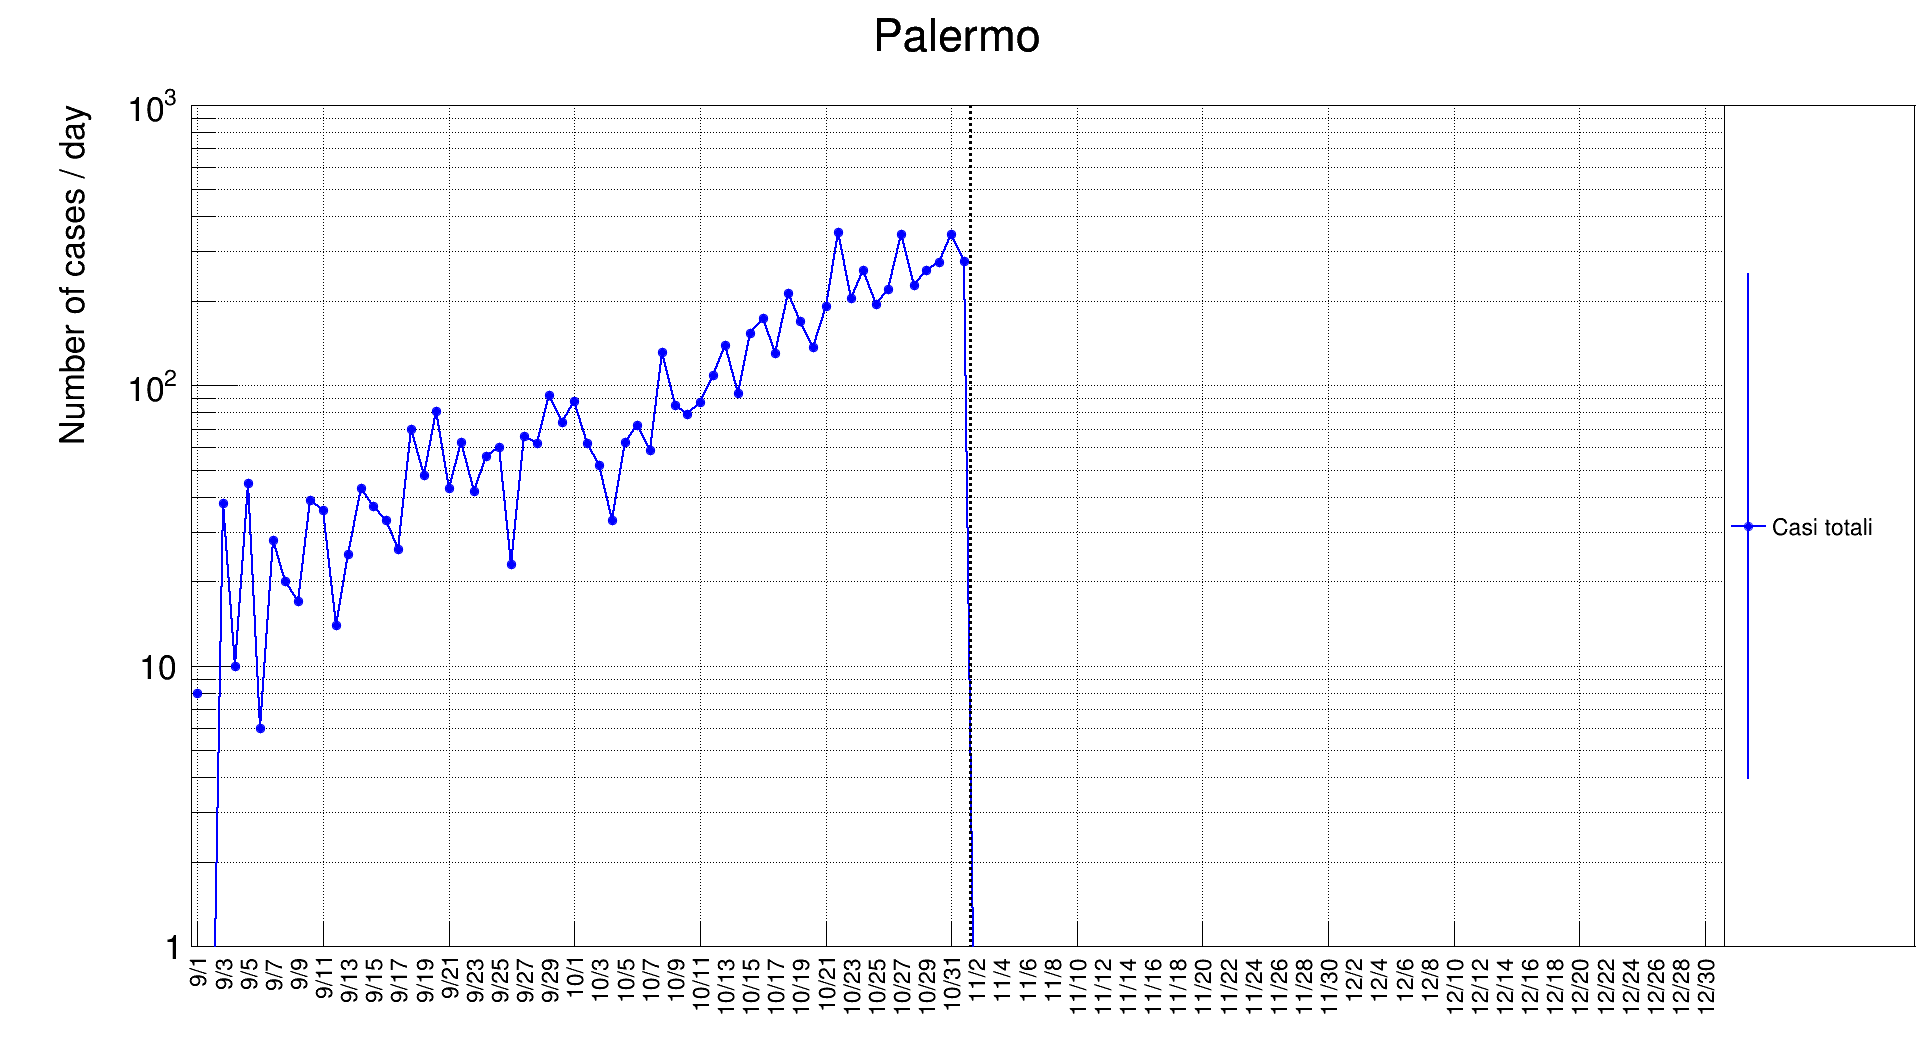 Palermo
Number of cases / day
10^3
10^2
10
1
9/1 9/3 9/5 9/7 9/9 9/11 9/13 9/15 9/17 9/19 9/21 9/23 9/25 9/27 9/29 10/1 10/3 10/5 10/7 10/9 10/11 10/13 10/15 10/17 10/19 10/21 10/23 10/25 10/27 10/29 10/31 11/2 11/4 11/6 11/8 11/10 11/12 11/14 11/16 11/18 11/20 11/22 11/24 11/26 11/28 11/30 12/2 12/4 12/6 12/8 12/10 12/12 12/14 12/16 12/18 12/20 12/22 12/24 12/26 12/28 12/30
Casi totali